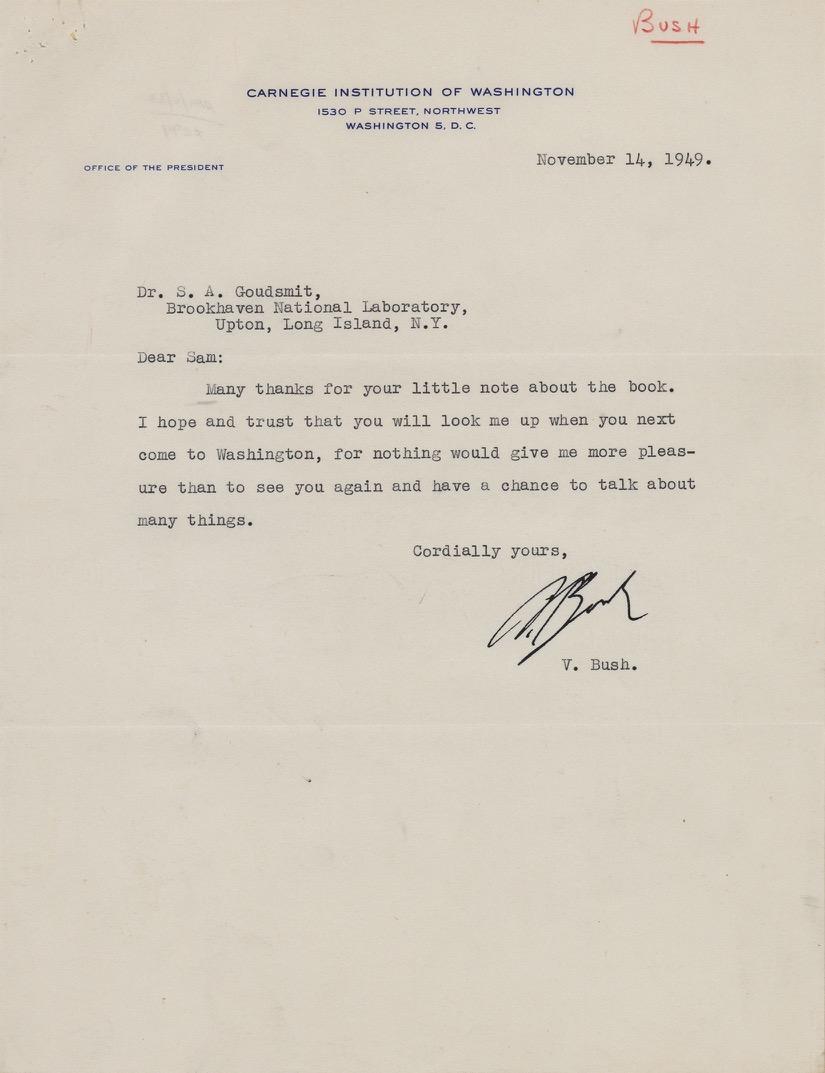 BUSH
CARNEGIE INSTITUTION OF WASHINGTON
1530 P STREET, NORTHWEST
WASHINGTON 5, D. C.
OFFICE OF THE PRESIDENT
November 14, 1949.
Dr. S. A. Goudsmit,
Brookhaven National Laboratory,
Upton, Long Island, N.Y.
Dear Sam:
Many thanks for your little note about the book.
I hope and trust that you will look me up when you next
come to Washington, for nothing would give me more pleas-
ure than to see you again and have a chance to talk about
many things.
Cordially yours,
V. Bush
V. Bush.